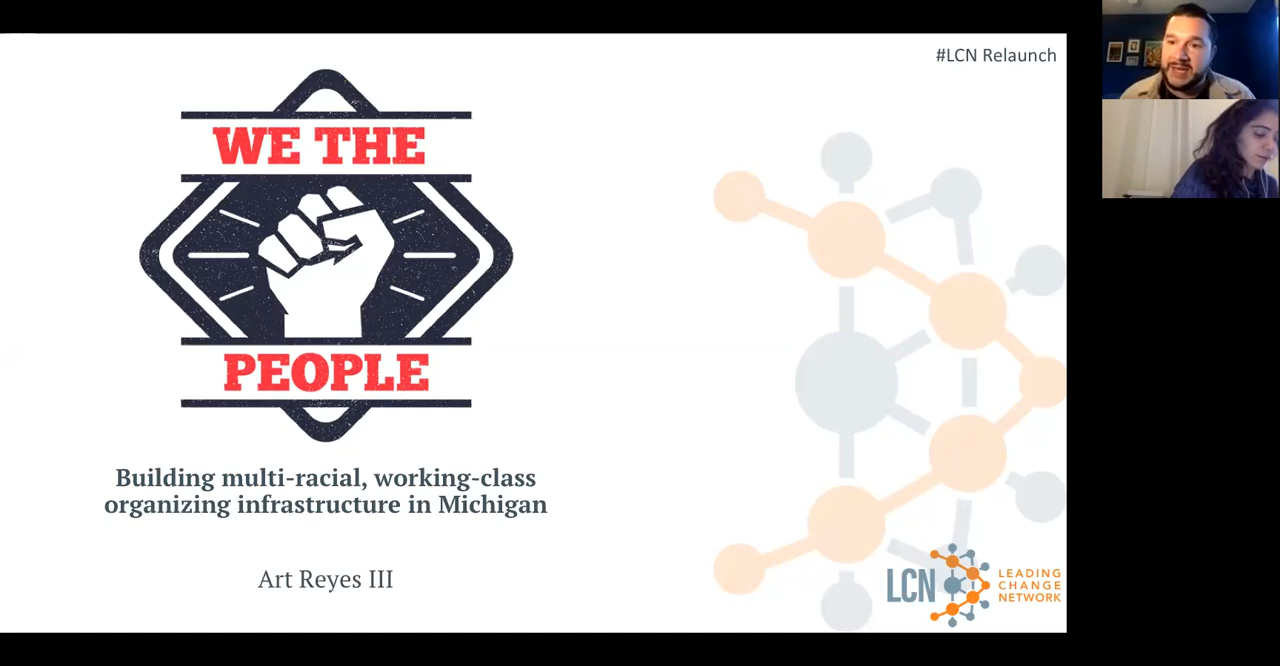 #LCN Relaunch
WE THE
PEOPLE
Building multi-racial, working-class
organizing infrastructure in Michigan
Art Reyes III
LCN
LEADING
CHANGE
NETWORK